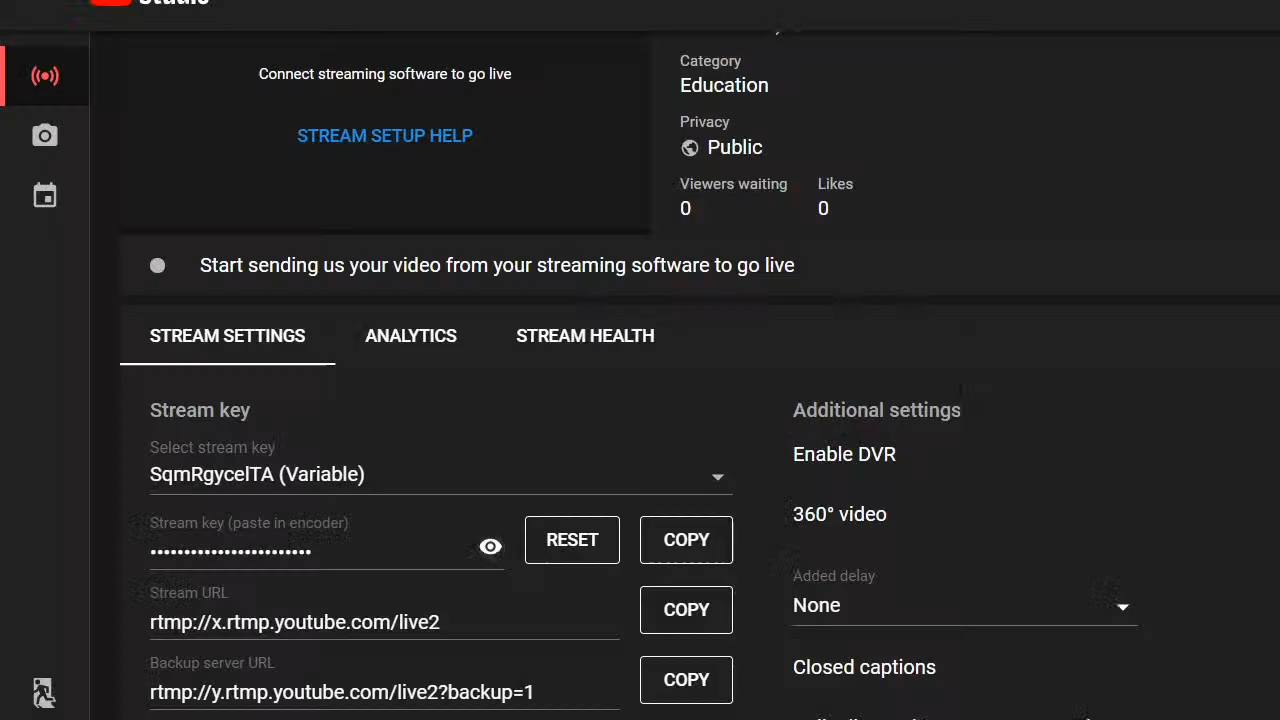 Studio
Connect streaming software to go live
STREAM SETUP HELP
Category
Education
Privacy
Public
Viewers waiting
Likes
0
0
Start sending us your video from your streaming software to go live
STREAM SETTINGS
ANALYTICS
STREAM HEALTH
Stream key
Select stream key
SqmRgycelTA (Variable)
Stream key (paste in encoder)
••••••••••••••••••••••••
RESET
COPY
Stream URL
rtmp://x.rtmp.youtube.com/live2
COPY
Backup server URL
rtmp://y.rtmp.youtube.com/live2?backup=1
COPY
Additional settings
Enable DVR
360° video
Added delay
None
Closed captions